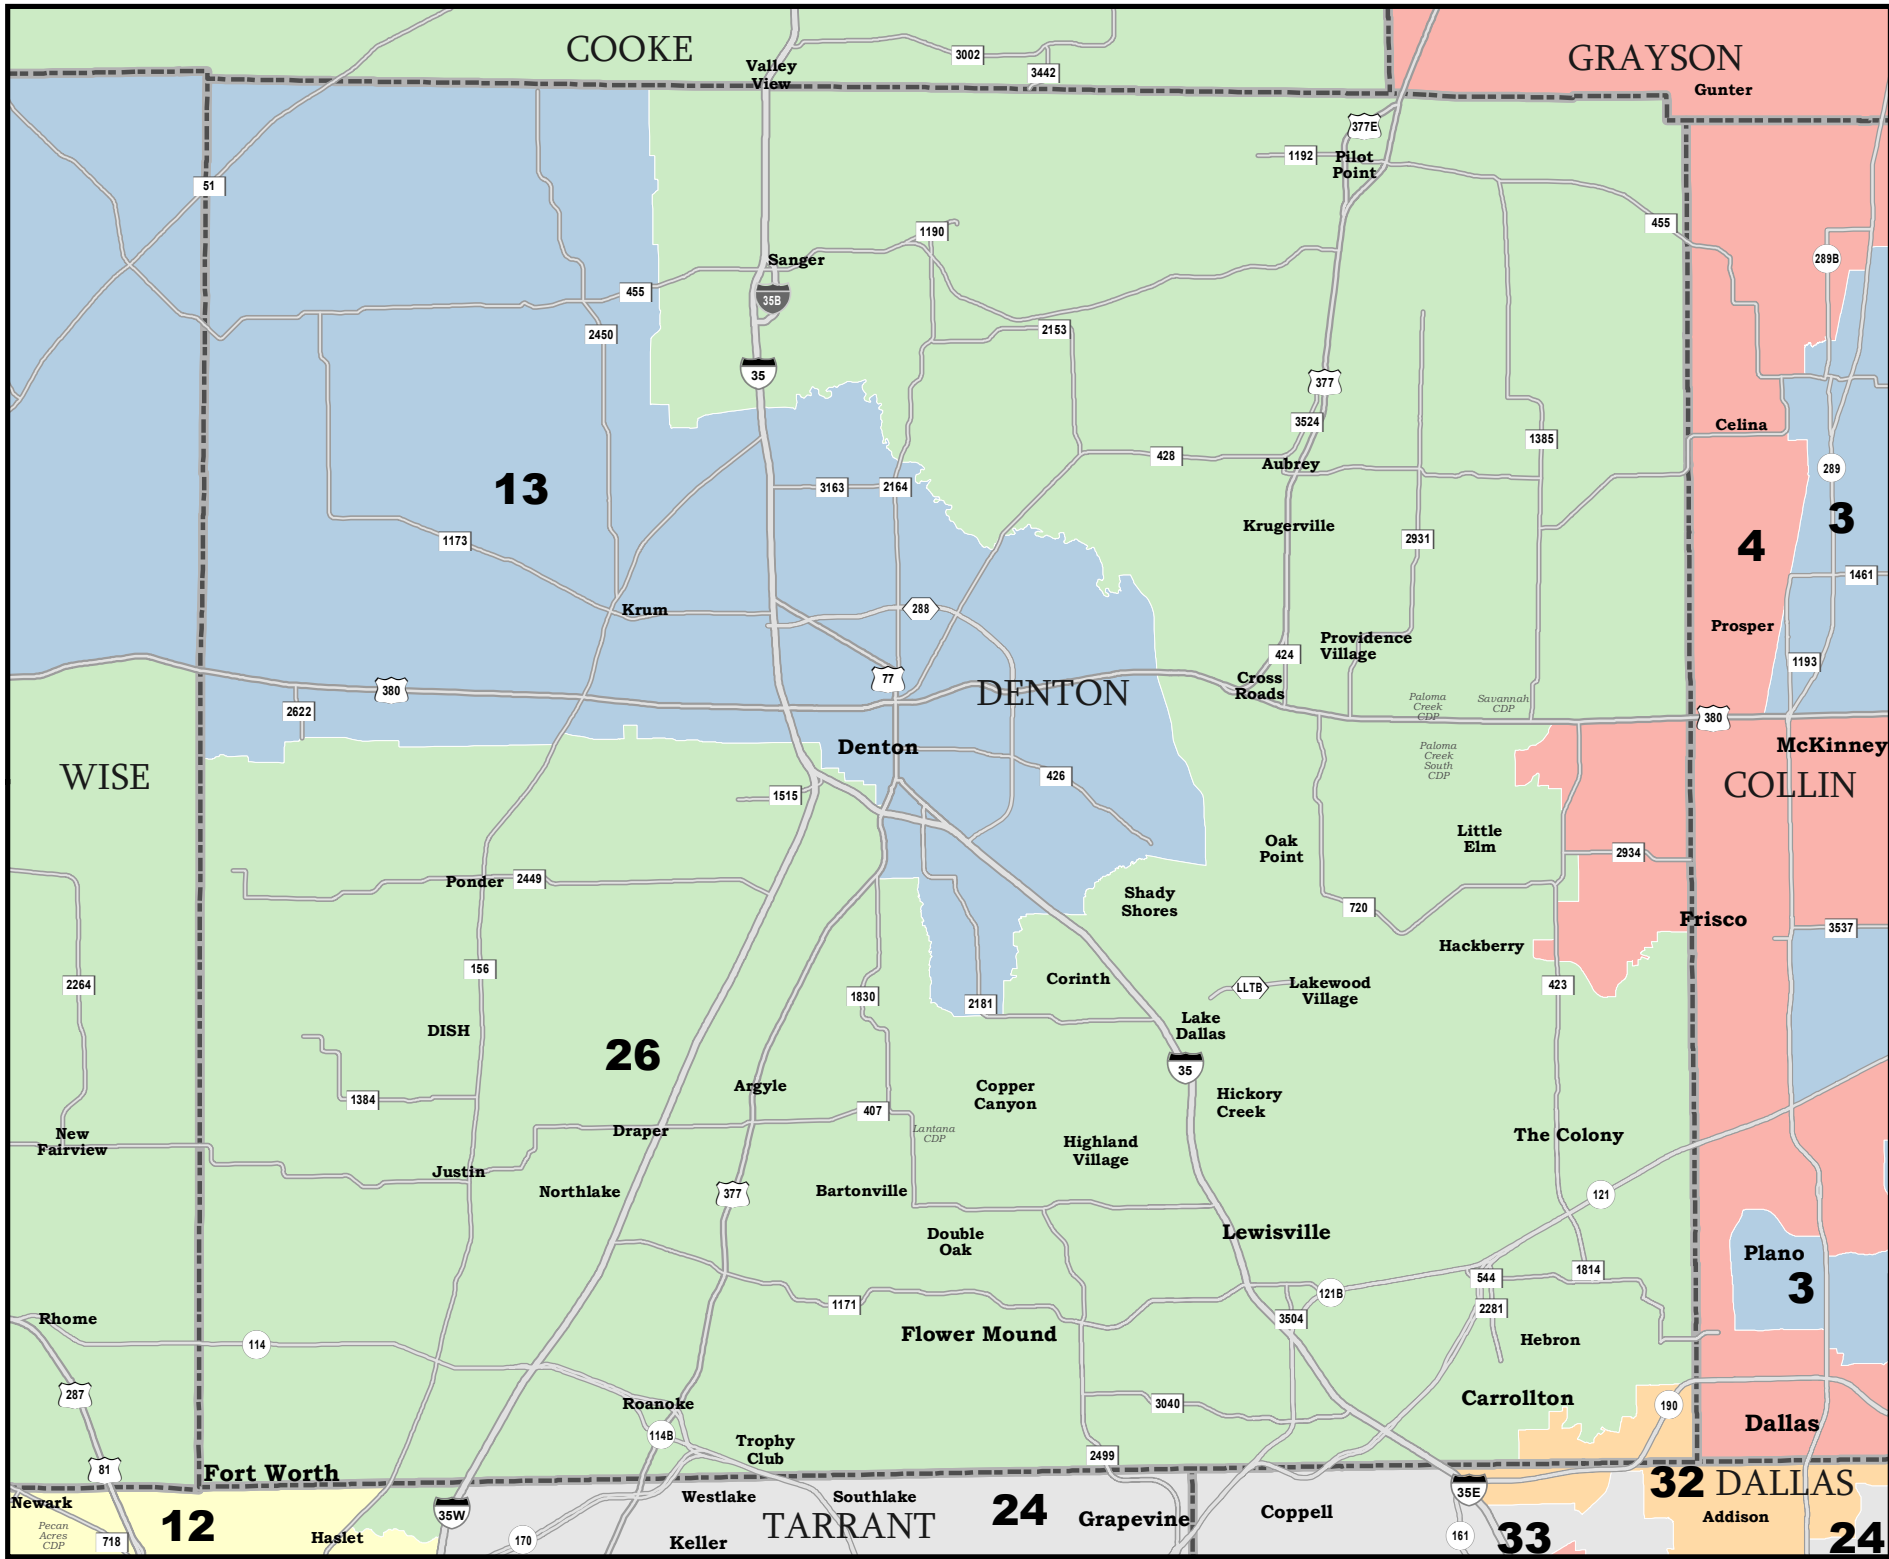 COOKE
GRAYSON
Gunter
Valley
View
3002
3442
377E
1192
Pilot
Point
51
455
1190
289B
Sanger
455
35B
2450
2153
35
377
3524
Celina
1385
428
Aubrey
289
13
3163
2164
3
Krugerville
4
1173
2931
1461
Krum
288
Prosper
Providence
Village
424
1193
77
Cross
Roads
380
DENTON
Paloma
Creek
CDP
Savannah
CDP
2622
380
Denton
McKinney
Paloma
Creek
South
CDP
WISE
426
COLLIN
1515
Oak
Point
Little
Elm
2934
Ponder
2449
Shady
Shores
720
Frisco
3537
Hackberry
156
Corinth
2264
LLTB
Lakewood
Village
423
1830
2181
DISH
Lake
Dallas
26
35
Argyle
Copper
Canyon
Hickory
Creek
1384
407
Draper
Lantana
CDP
The Colony
New
Fairview
Highland
Village
Justin
Northlake
377
Bartonville
121
Double
Oak
Lewisville
Plano
1814
544
3
121B
1171
2281
Rhome
3504
Flower Mound
Hebron
114
287
Roanoke
3040
Carrollton
190
114B
Dallas
Trophy
Club
2499
81
Fort Worth
32
DALLAS
35E
Newark
Westlake
Southlake
24
35W
Coppell
Addison
12
TARRANT
Grapevine
Pecan
Acres
CDP
718
Haslet
170
Keller
161
33
24